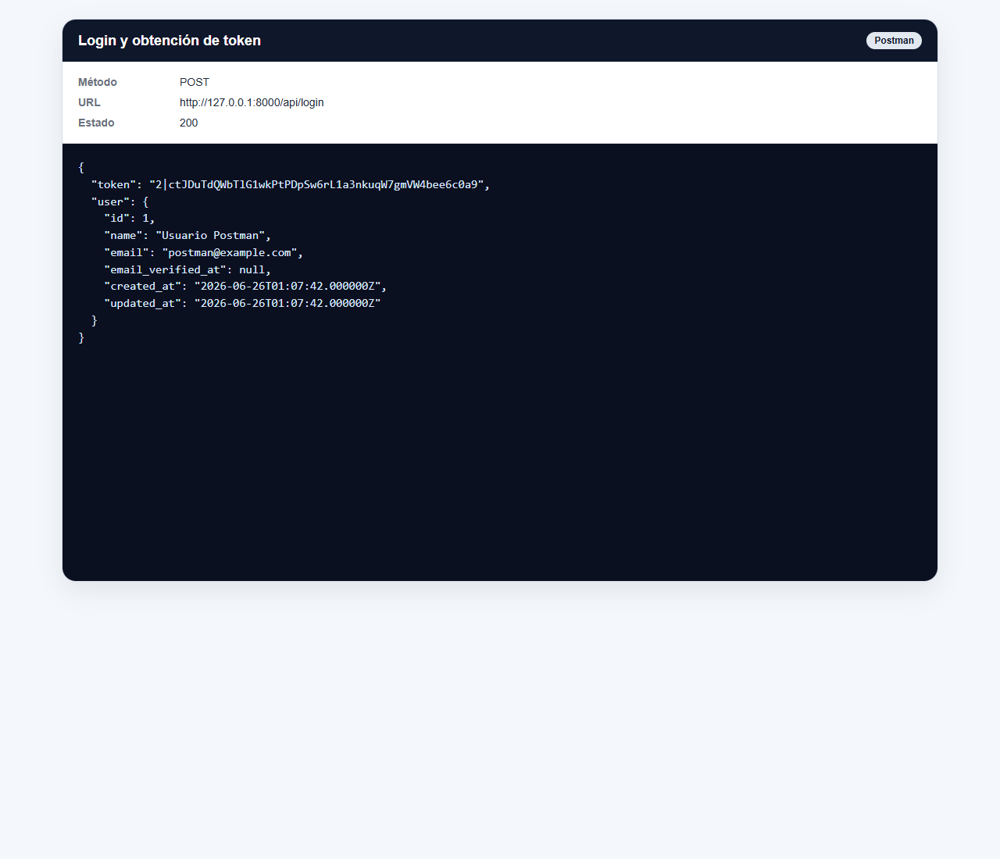 Login y obtención de token
Postman
Método POST
URL http://127.0.0.1:8000/api/login
Estado 200
{
  "token": "2|ctJDuTdQWbTlG1wkPtPDpSw6rL1a3nkuqW7gmVW4bee6c0a9",
  "user": {
    "id": 1,
    "name": "Usuario Postman",
    "email": "postman@example.com",
    "email_verified_at": null,
    "created_at": "2026-06-26T01:07:42.000000Z",
    "updated_at": "2026-06-26T01:07:42.000000Z"
  }
}